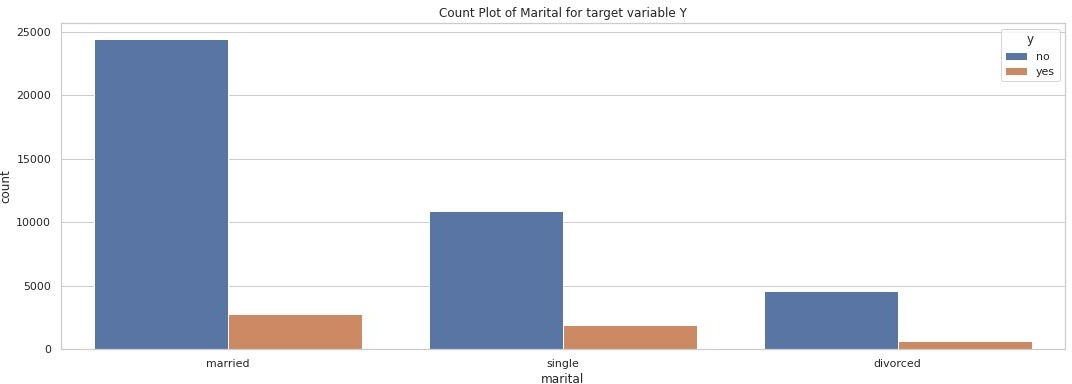 Count Plot of Marital for target variable Y
y
no
yes
25000
20000
15000
10000
5000
0
count
married single divorced
marital